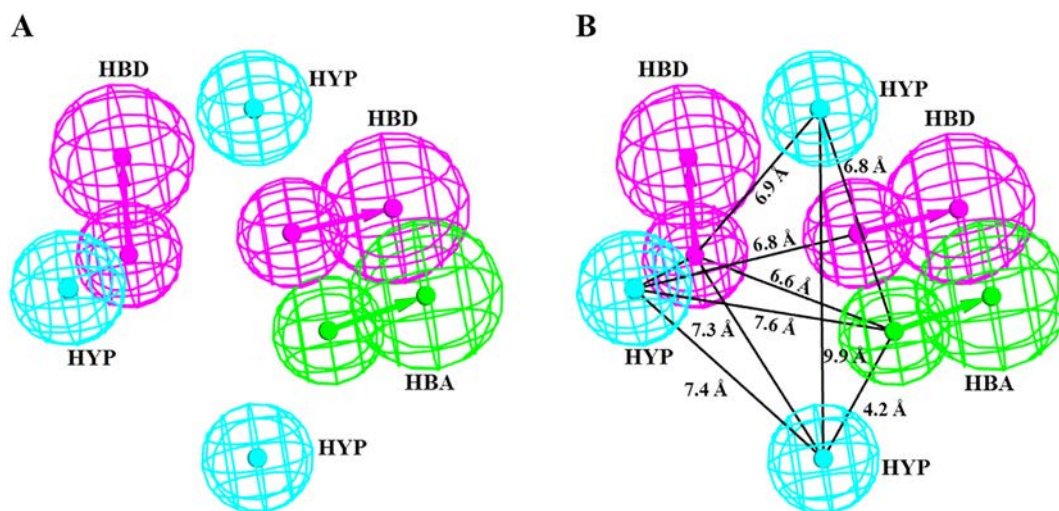 A
HBD
HYP
HBD
HYP
HBA
HYP
B
HBD
HYP
HBD
6.8 Å
6.9 Å
6.8 Å
6.6 Å
7.6 Å
7.3 Å
HYP
9.9 Å
7.4 Å
4.2 Å
HBA
HYP